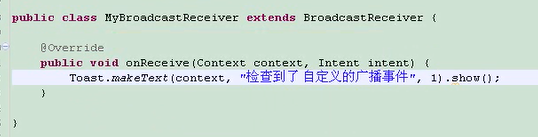 public class MyBroadcastReceiver extends BroadcastReceiver {
@Override
public void onReceive(Context context, Intent intent) {
Toast.makeText(context, "检查到了自定义的广播事件", 1).show();
}
}